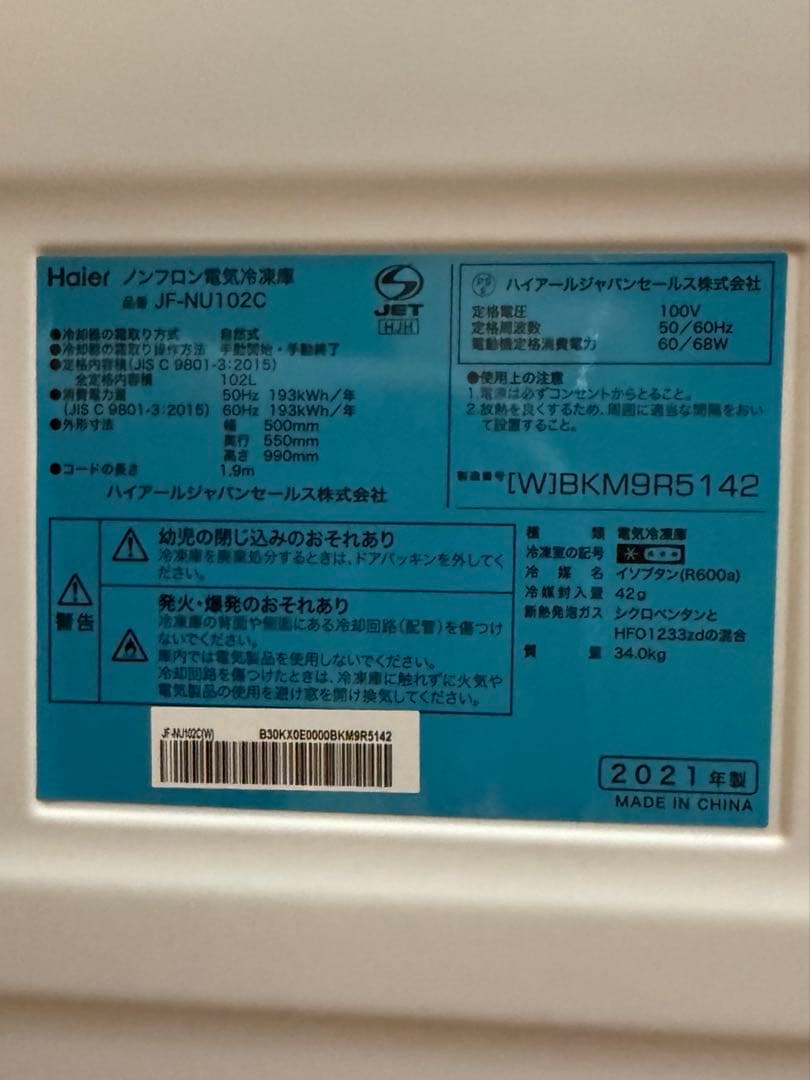 Haier ノンフロン電気冷凍庫
品番 JF-NU102C
JET
HJH
●冷却器の霜取り方式 自然式
●冷却器の霜取り操作方法 手動開始・手動終了
●定格内容積(JIS C 9801-3:2015)
全定格内容積 102L
●消費電力量 50Hz 193kWh/年
(JIS C 9801-3:2015) 60Hz 193kWh/年
●外形寸法 幅 500mm
奥行 550mm
高さ 990mm
●コードの長さ 1.9m
ハイアールジャパンセールス株式会社
PSE ハイアールジャパンセールス株式会社
定格電圧 100V
定格周波数 50/60Hz
電動機定格消費電力 60/68W
●使用上の注意
1.電源は必ずコンセントからとること。
2.放熱を良くするため、周囲に適当な間隔をおい
て設置すること。
製造番号 [W]BKM9R5142
警告
幼児の閉じ込みのおそれあり
冷凍庫を廃棄処分するときは、ドアパッキンを外してく
ださい。
発火・爆発のおそれあり
冷凍庫の背面や側面にある冷却回路(配管)を傷つけ
ないでください。
庫内では電気製品を使用しないでください。
冷却回路を傷つけたときは、冷凍庫に触れずに火気や
電気製品の使用を避け窓を開け換気してください。
種類 電気冷凍庫
冷凍室の記号
冷媒名 イソブタン(R600a)
冷媒封入量 42g
断熱発泡ガス シクロペンタンと
HFO1233zdの混合
質量 34.0kg
JF-NU102C(W) B30KX0E0000BKM9R5142
2021年製
MADE IN CHINA